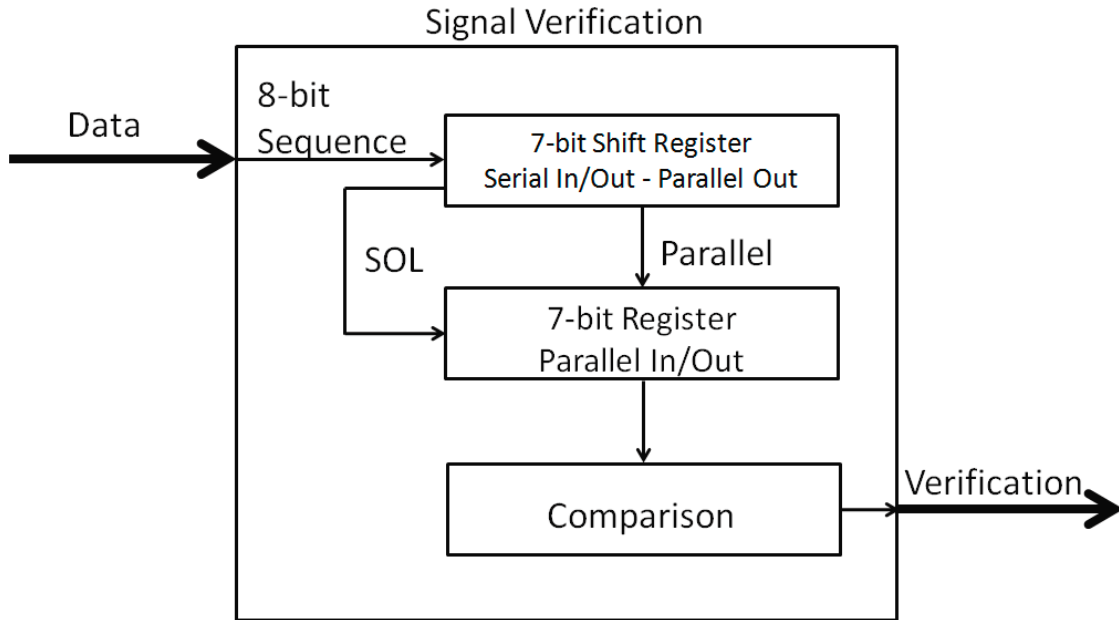 Signal Verification
Data
8-bit
Sequence
7-bit Shift Register
Serial In/Out - Parallel Out
SOL
Parallel
7-bit Register
Parallel In/Out
Comparison
Verification